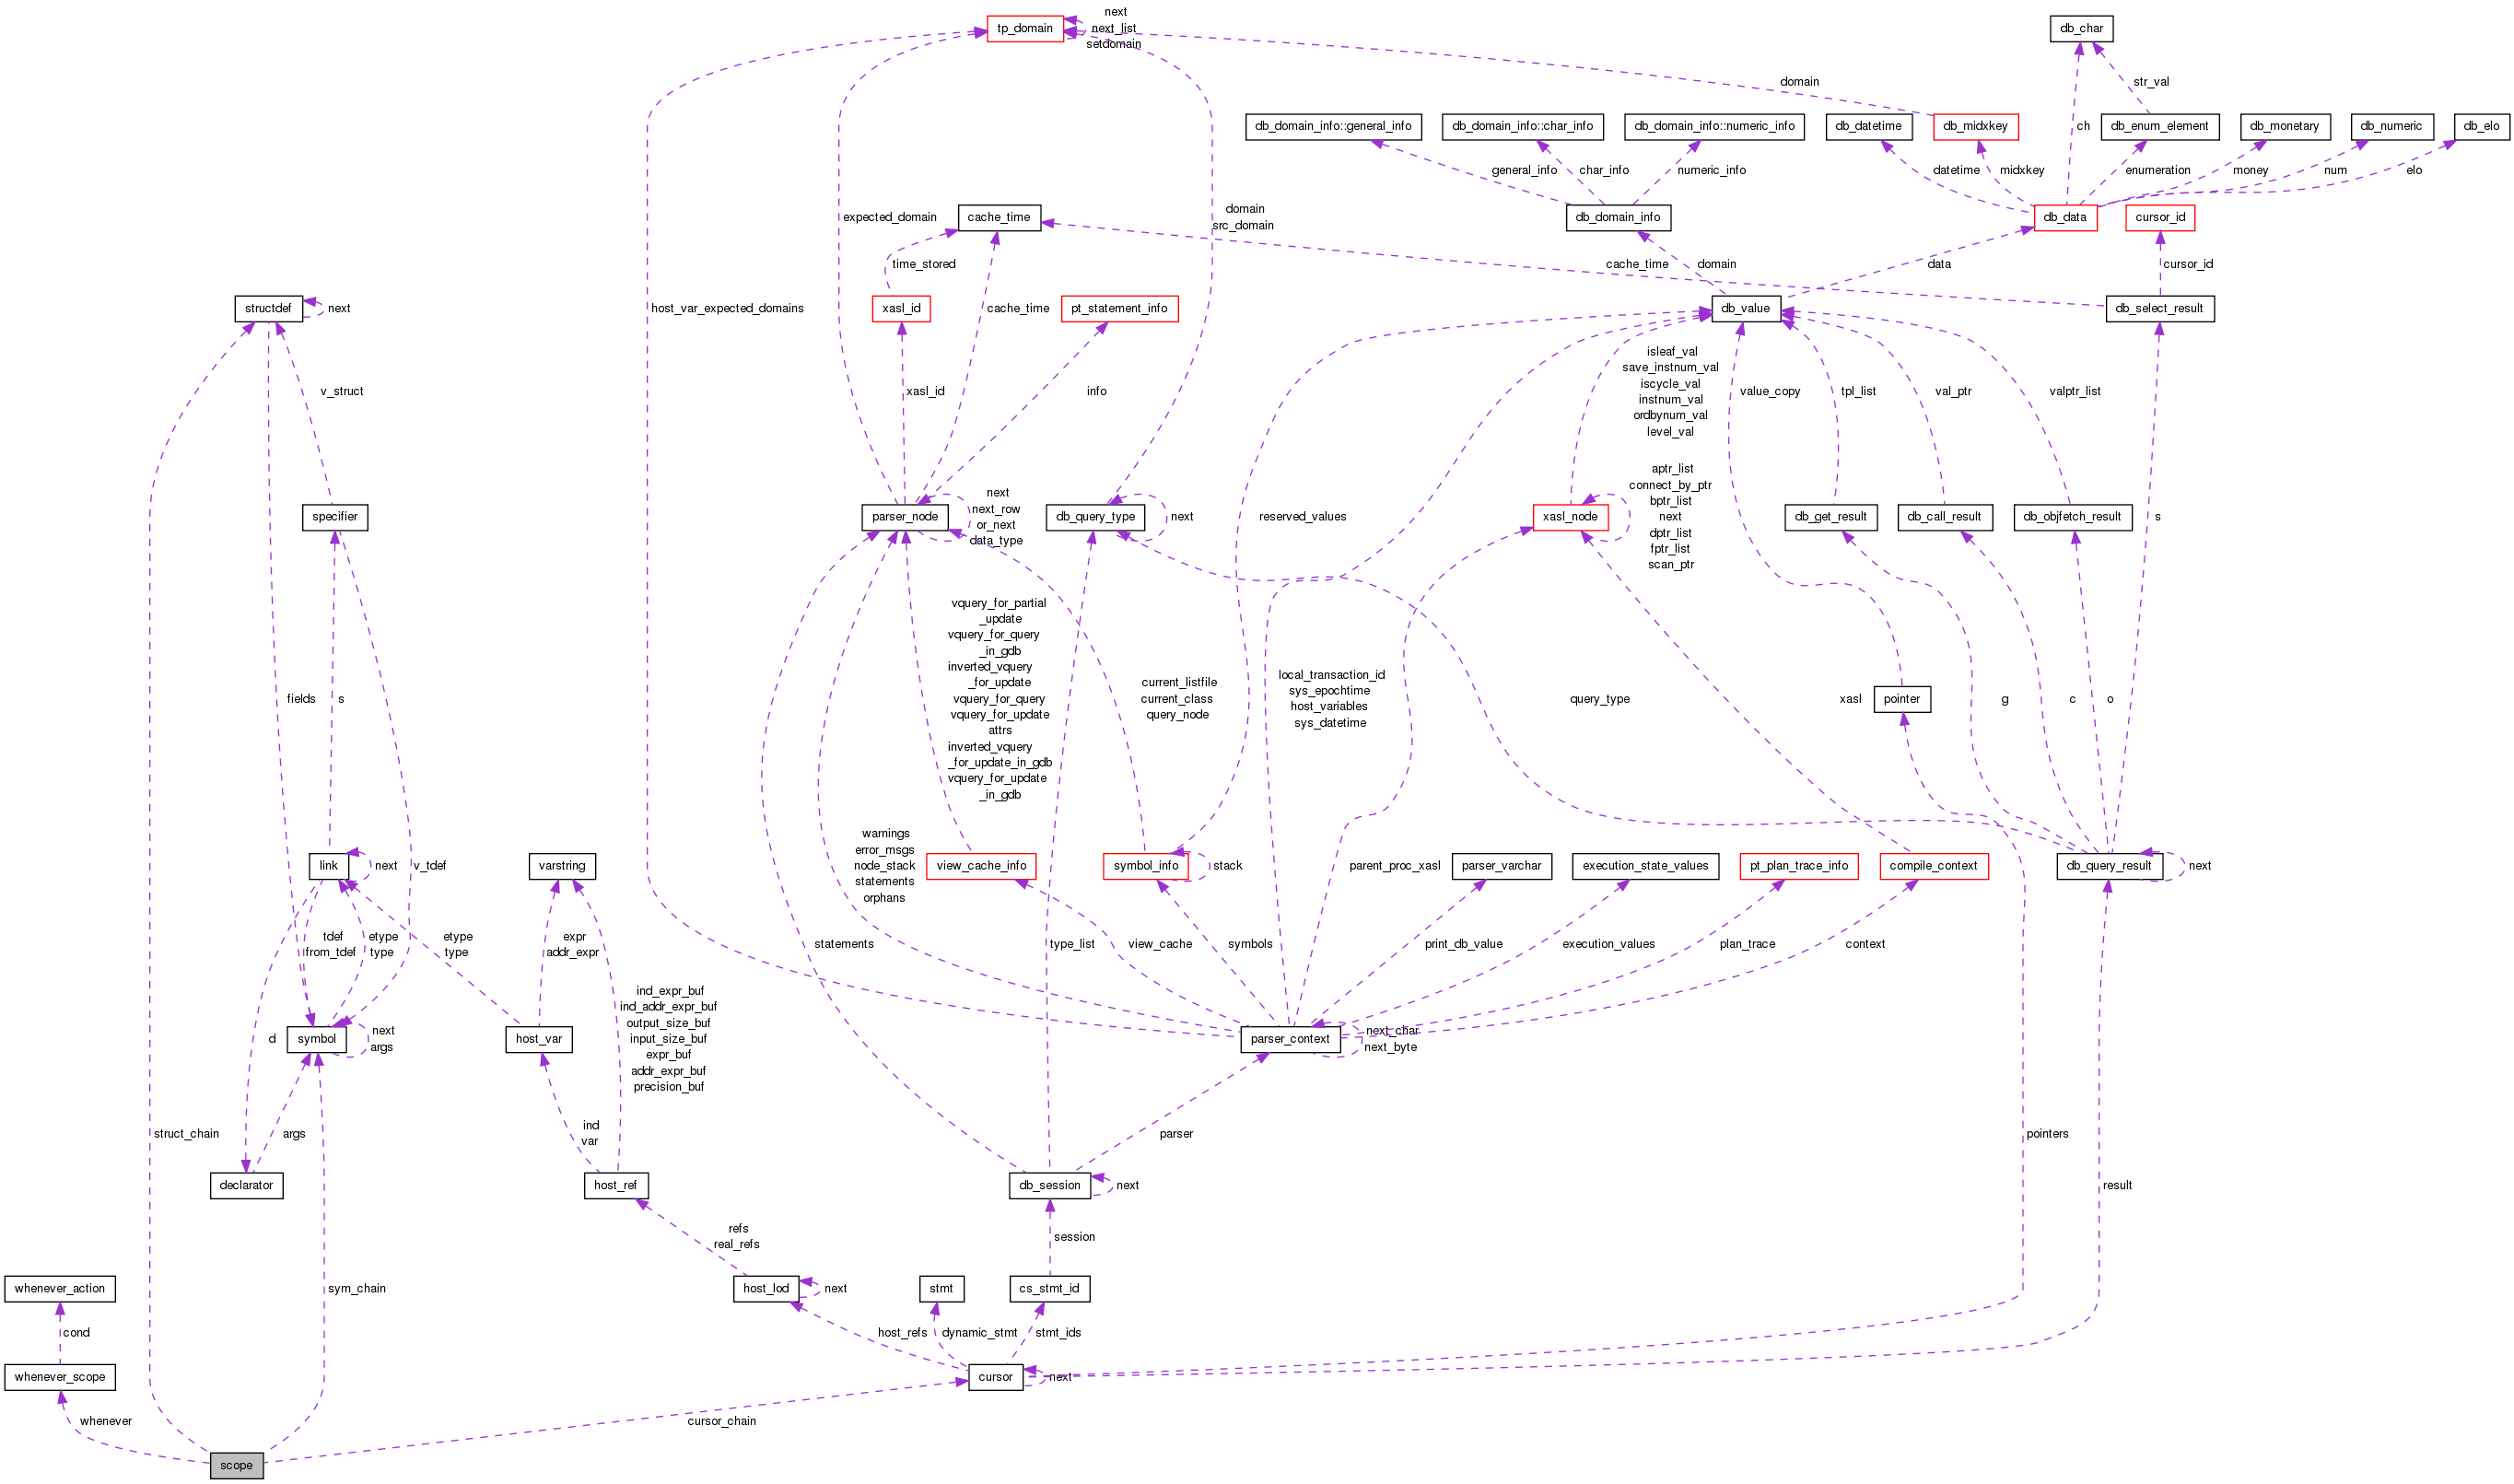 next
tp_domain
next_list
db_char
setdomain
domain
str_val
db_domain_info::general_info
db_domain_info::char_info
db_domain_info::numeric_info
db_datetime
db_midxkey
ch
db_enum_element
db_monetary
db_numeric
db_elo
general_info
char_info
numeric_info
datetime
midxkey
enumeration
money
num
elo
expected_domain
cache_time
domain
src_domain
db_domain_info
db_data
cursor_id
time_stored
cache_time
domain
data
cursor_id
structdef
next
host_var_expected_domains
xasl_id
cache_time
pt_statement_info
db_value
db_select_result
v_struct
xasl_id
info
isleaf_val
save_instnum_val
iscycle_val
instnum_val
ordbynum_val
level_val
value_copy
tpl_list
val_ptr
valptr_list
specifier
parser_node
next
next_row
or_next
data_type
db_query_type
next
reserved_values
xasl_node
aptr_list
connect_by_ptr
bptr_list
next
dptr_list
fptr_list
scan_ptr
db_get_result
db_call_result
db_objfetch_result
s
fields
s
vquery_for_partial
_update
vquery_for_query
_in_gdb
inverted_vquery
_for_update
vquery_for_query
vquery_for_update
attrs
inverted_vquery
_for_update_in_gdb
vquery_for_update
_in_gdb
current_listfile
current_class
query_node
local_transaction_id
sys_epochtime
host_variables
sys_datetime
query_type
xasl
pointer
g
c
o
link
next
v_tdef
varstring
warnings
error_msgs
node_stack
statements
orphans
view_cache_info
symbol_info
stack
parent_proc_xasl
parser_varchar
execution_state_values
pt_plan_trace_info
compile_context
db_query_result
next
tdef
from_tdef
etype
type
etype
type
expr
addr_expr
statements
type_list
view_cache
symbols
print_db_value
execution_values
plan_trace
context
d
symbol
next
args
host_var
ind_expr_buf
ind_addr_expr_buf
output_size_buf
input_size_buf
expr_buf
addr_expr_buf
precision_buf
parser_context
next_char
next_byte
struct_chain
args
ind
var
parser
pointers
declarator
host_ref
db_session
next
result
refs
real_refs
session
whenever_action
sym_chain
host_lod
next
stmt
cs_stmt_id
cond
host_refs
dynamic_stmt
stmt_ids
whenever_scope
cursor
next
whenever
cursor_chain
scope